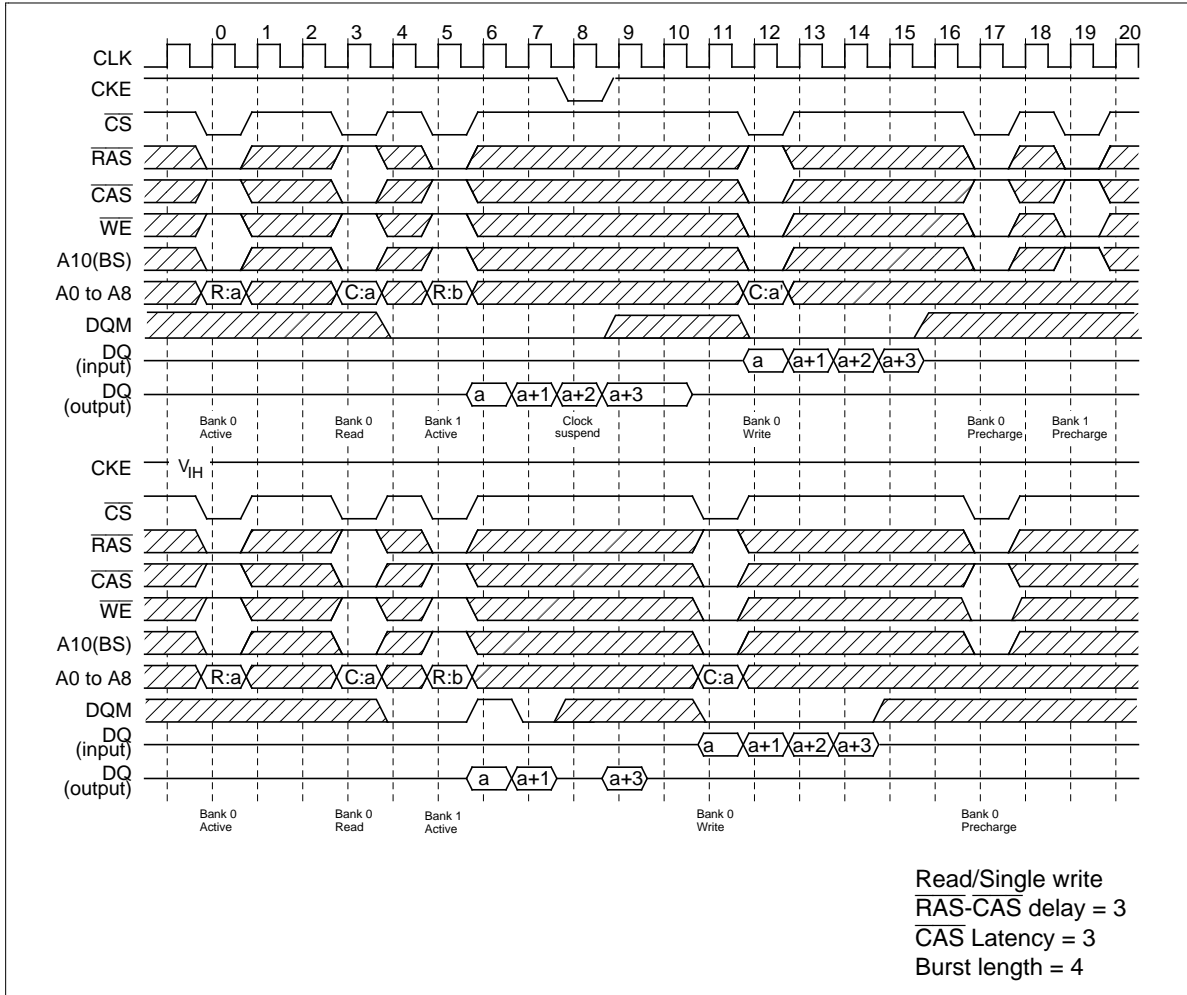 0 1 2 3 4 5 6 7 8 9 10 11 12 13 14 15 16 17 18 19 20
CLK
CKE
CS
RAS
CAS
WE
A10(BS)
A0 to A8 R:a C:a R:b C:a'
DQM
DQ
(input) a a+1 a+2 a+3
DQ
(output) a a+1 a+2 a+3
Bank 0 Active
Bank 0 Read
Bank 1 Active
Clock suspend
Bank 0 Write
Bank 0 Precharge
Bank 1 Precharge
CKE VIH
CS
RAS
CAS
WE
A10(BS)
A0 to A8 R:a C:a R:b C:a
DQM
DQ
(input) a a+1 a+2 a+3
DQ
(output) a a+1 a+3
Bank 0 Active
Bank 0 Read
Bank 1 Active
Bank 0 Write
Bank 0 Precharge
Read/Single write
RAS-CAS delay = 3
CAS Latency = 3
Burst length = 4